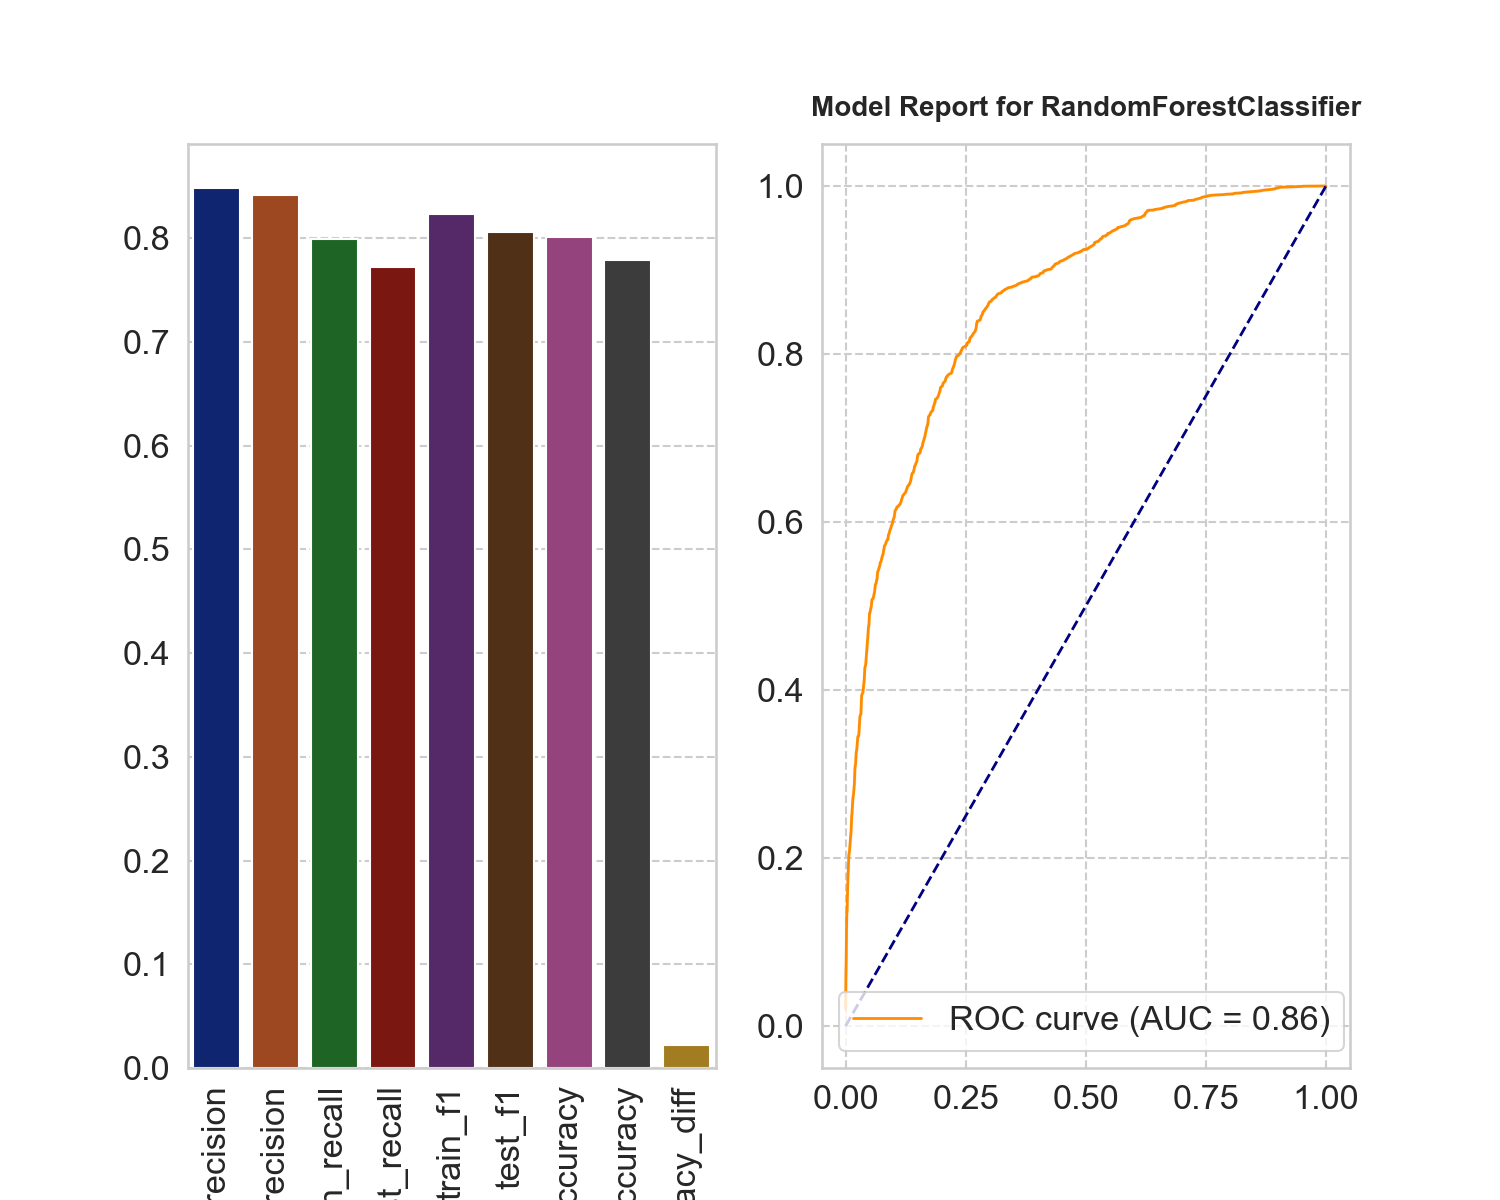 Model Report for RandomForestClassifier
0.8
0.7
0.6
0.5
0.4
0.3
0.2
0.1
0.0
recision
recision
n_recall
t_recall
train_f1
test_f1
ccuracy
ccuracy
acy_diff
1.0
0.8
0.6
0.4
0.2
0.0
ROC curve (AUC = 0.86)
0.00 0.25 0.50 0.75 1.00